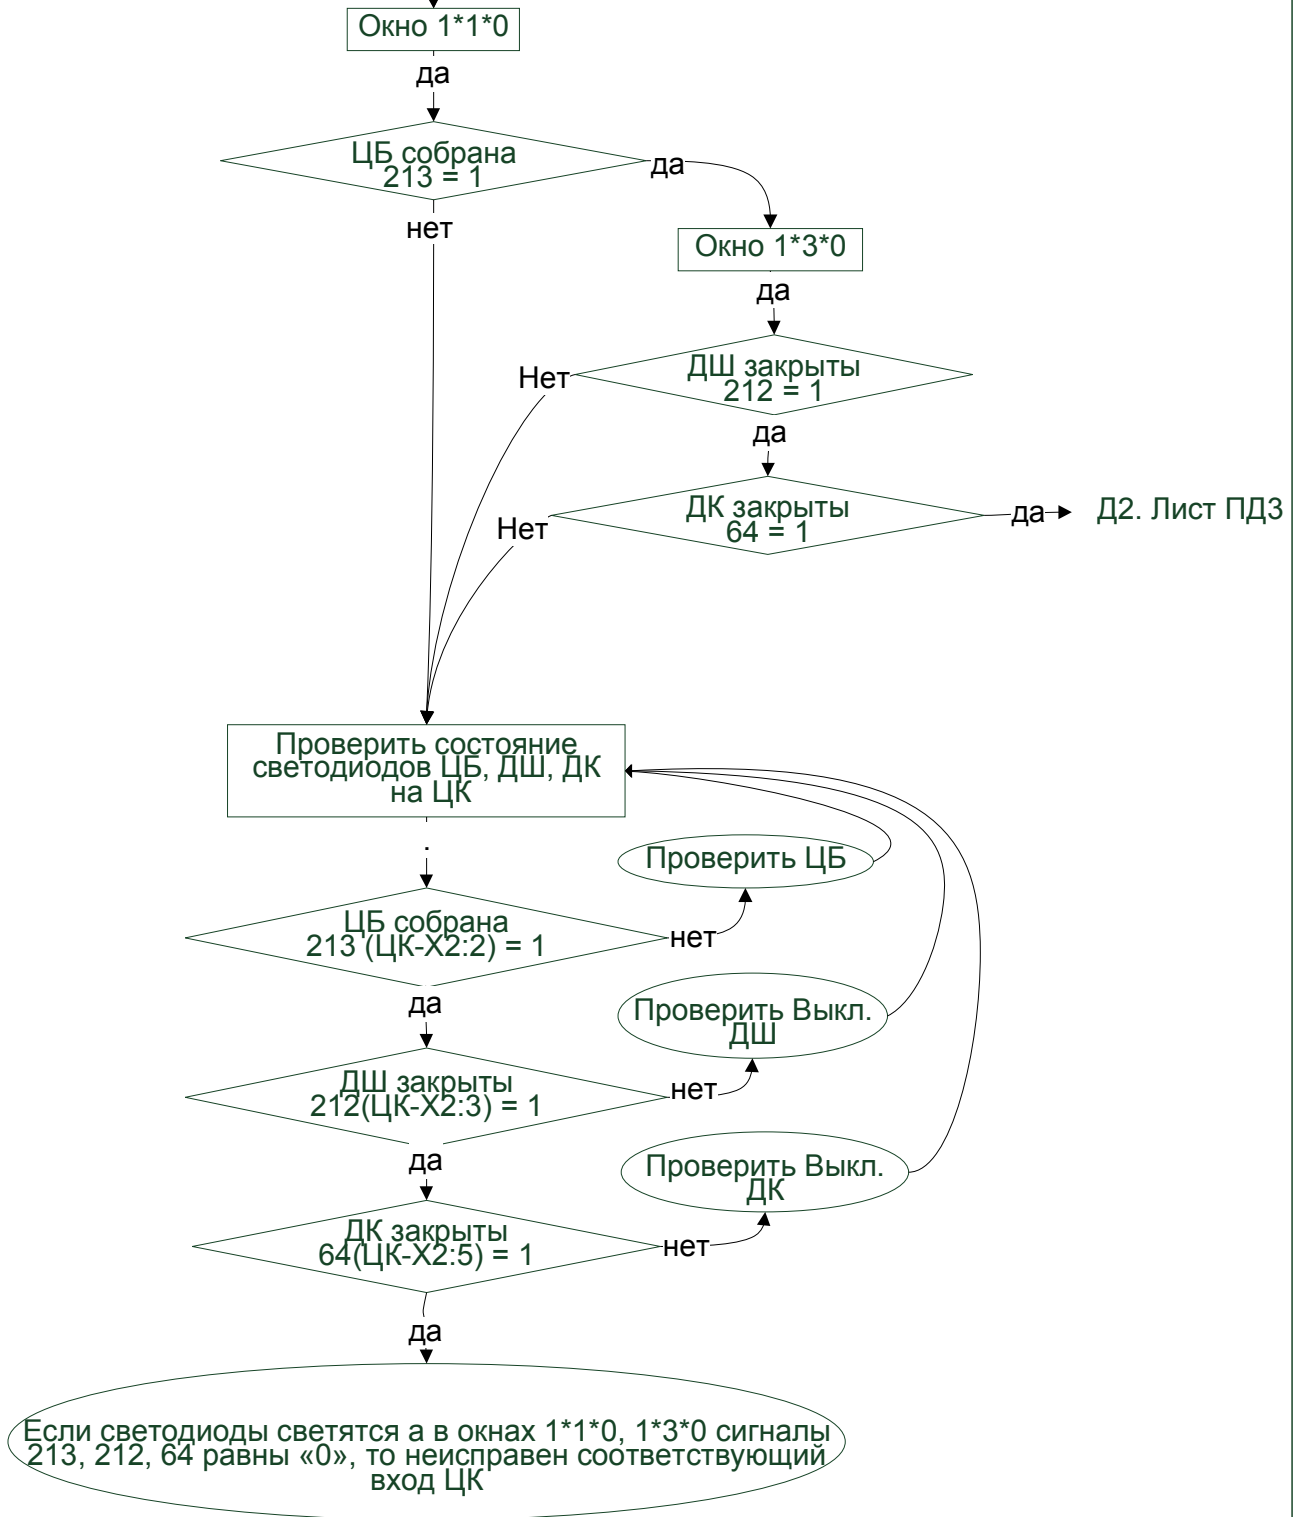 Окно 1*1*0
да
ЦБ собрана
213 = 1
да
нет
Окно 1*3*0
да
ДШ закрыты
212 = 1
Нет
да
ДК закрыты
64 = 1
да
Д2. Лист ПД3
Нет
Проверить состояние
светодиодов ЦБ, ДШ, ДК
на ЦК
.
Проверить ЦБ
ЦБ собрана
213 (ЦК-Х2:2) = 1
нет
да
Проверить Выкл.
ДШ
ДШ закрыты
212(ЦК-Х2:3) = 1
нет
да
Проверить Выкл.
ДК
ДК закрыты
64(ЦК-Х2:5) = 1
нет
да
Если светодиоды светятся а в окнах 1*1*0, 1*3*0 сигналы
213, 212, 64 равны «0», то неисправен соответствующий
вход ЦК